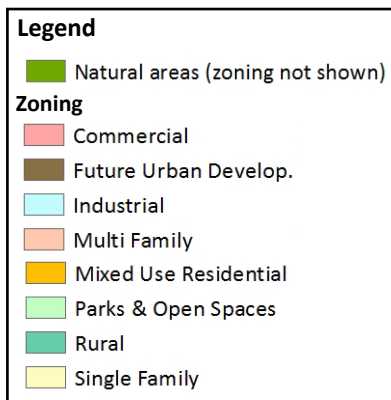 Legend
Natural areas (zoning not shown)
Zoning
Commercial
Future Urban Develop.
Industrial
Multi Family
Mixed Use Residential
Parks & Open Spaces
Rural
Single Family